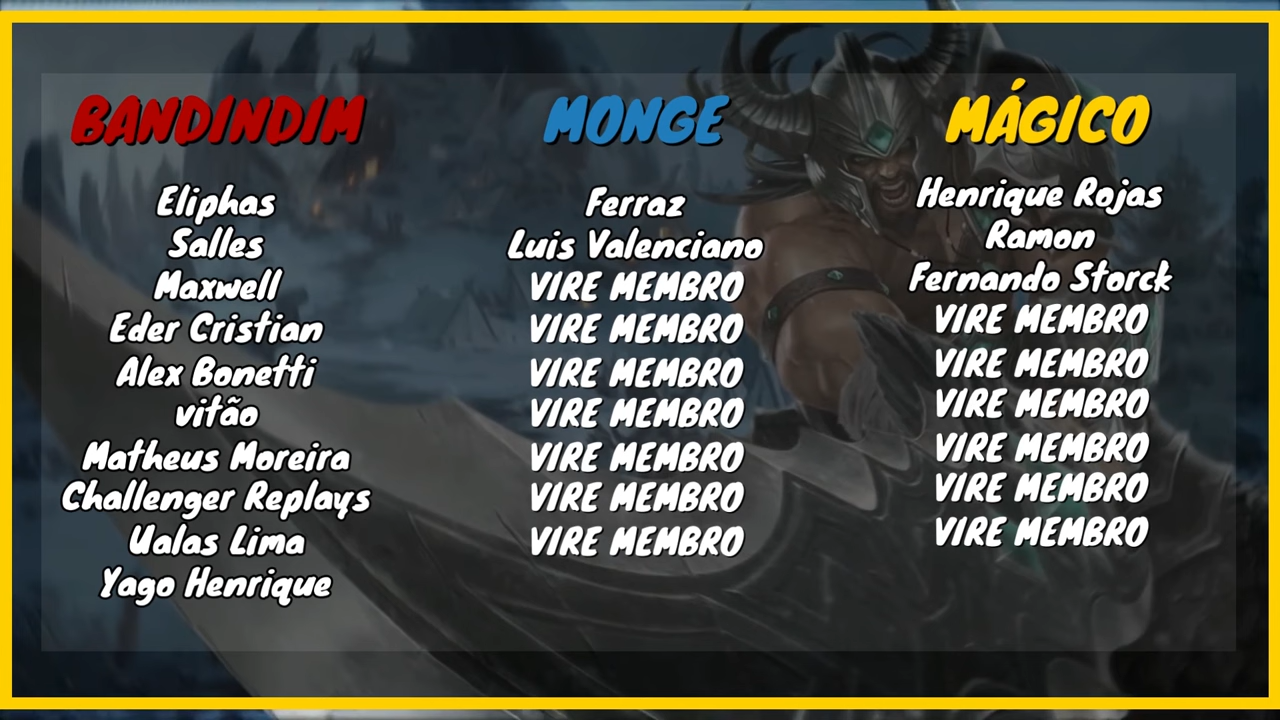 BANDINDIM
Eliphas
Salles
Maxwell
Eder Cristian
Alex Bonetti
vitão
Matheus Moreira
Challenger Replays
Ualas Lima
Yago Henrique
MONGE
Ferraz
Luis Valenciano
VIRE MEMBRO
VIRE MEMBRO
VIRE MEMBRO
VIRE MEMBRO
VIRE MEMBRO
VIRE MEMBRO
VIRE MEMBRO
MÁGICO
Henrique Rojas
Ramon
Fernando Storck
VIRE MEMBRO
VIRE MEMBRO
VIRE MEMBRO
VIRE MEMBRO
VIRE MEMBRO
VIRE MEMBRO